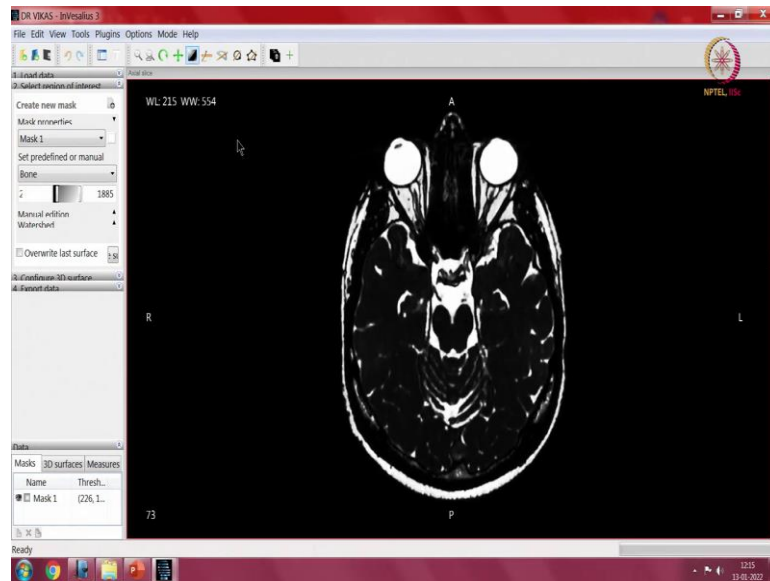 DR VIKAS - InVesalius 3
File Edit View Tools Plugins Options Mode Help
1. Load data
Axial slice
2. Select region of interest
Create new mask
Mask properties
Mask 1
Set predefined or manual
Bone
1885
Manual edition
Watershed
Overwrite last surface
3. Configure 3D surface
4. Export data
WL: 215 WW: 554
A
R
L
73
P
NPTEL, IISc
Data
Masks 3D surfaces Measures
Name Thresh...
Mask 1 (226, 1...
Ready
12:15
13-01-2022